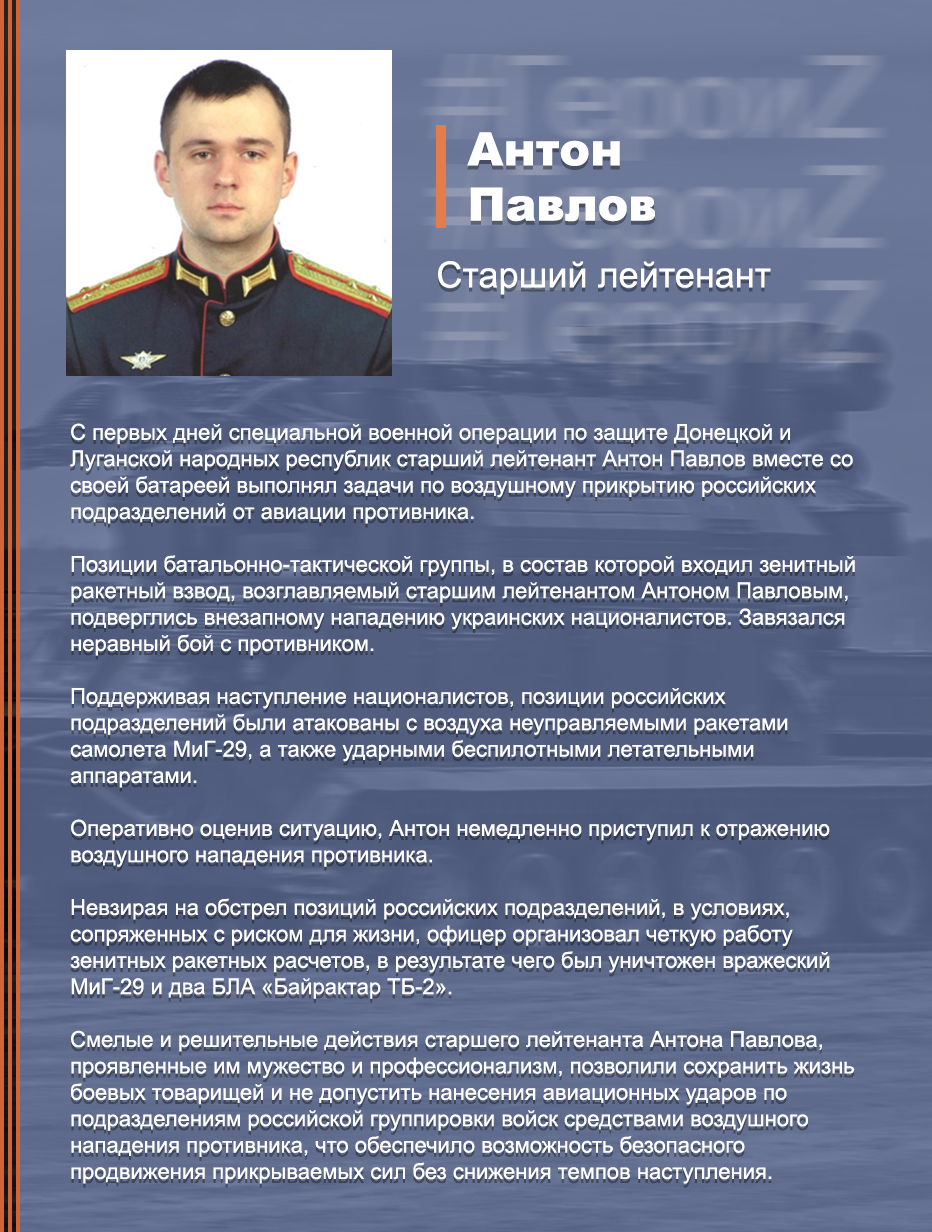 #ГероиZ
Антон
#ГероиZ
Павлов
Старший лейтенант
#ГероиZ
С первых дней специальной военной операции по защите Донецкой и
Луганской народных республик старший лейтенант Антон Павлов вместе со
своей батареей выполнял задачи по воздушному прикрытию российских
подразделений от авиации противника.
Позиции батальонно-тактической группы, в состав которой входил зенитный
ракетный взвод, возглавляемый старшим лейтенантом Антоном Павловым,
подверглись внезапному нападению украинских националистов. Завязался
неравный бой с противником.
Поддерживая наступление националистов, позиции российских
подразделений были атакованы с воздуха неуправляемыми ракетами
самолета МиГ-29, а также ударными беспилотными летательными
аппаратами.
Оперативно оценив ситуацию, Антон немедленно приступил к отражению
воздушного нападения противника.
Невзирая на обстрел позиций российских подразделений, в условиях,
сопряженных с риском для жизни, офицер организовал четкую работу
зенитных ракетных расчетов, в результате чего был уничтожен вражеский
МиГ-29 и два БЛА «Байрактар ТБ-2».
Смелые и решительные действия старшего лейтенанта Антона Павлова,
проявленные им мужество и профессионализм, позволили сохранить жизнь
боевых товарищей и не допустить нанесения авиационных ударов по
подразделениям российской группировки войск средствами воздушного
нападения противника, что обеспечило возможность безопасного
продвижения прикрываемых сил без снижения темпов наступления.